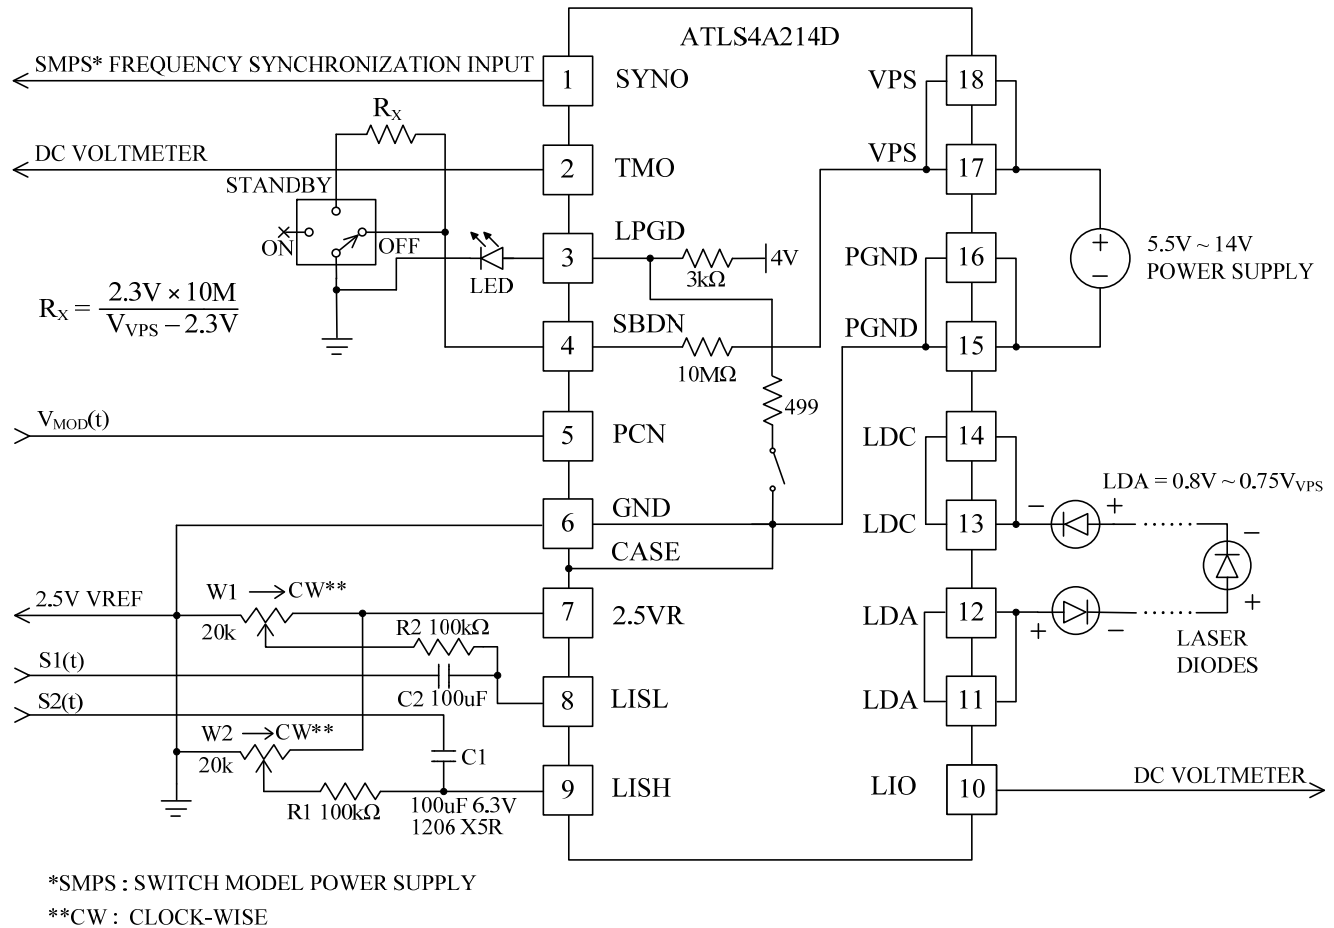 ATLS4A214D
SMPS* FREQUENCY SYNCHRONIZATION INPUT
1
SYNO
VPS
18
R_X
DC VOLTMETER
2
TMO
VPS
17
STANDBY
ON
OFF
LED
3
LPGD
3kΩ
4V
PGND
16
5.5V ~ 14V
POWER SUPPLY
+
−
R_X = 2.3V × 10M / V_VPS − 2.3V
4
SBDN
10MΩ
PGND
15
499
V_MOD(t)
5
PCN
LDC
14
LDA = 0.8V ~ 0.75V_VPS
6
GND
CASE
LDC
13
−
+
−
+
2.5V VREF
W1
CW**
20k
7
2.5VR
LDA
12
+
−
LASER
DIODES
R2 100kΩ
S1(t)
C2 100uF
8
LISL
LDA
11
S2(t)
W2
CW**
20k
C1
R1 100kΩ
100uF 6.3V
1206 X5R
9
LISH
LIO
10
DC VOLTMETER
*SMPS : SWITCH MODEL POWER SUPPLY
**CW : CLOCK-WISE